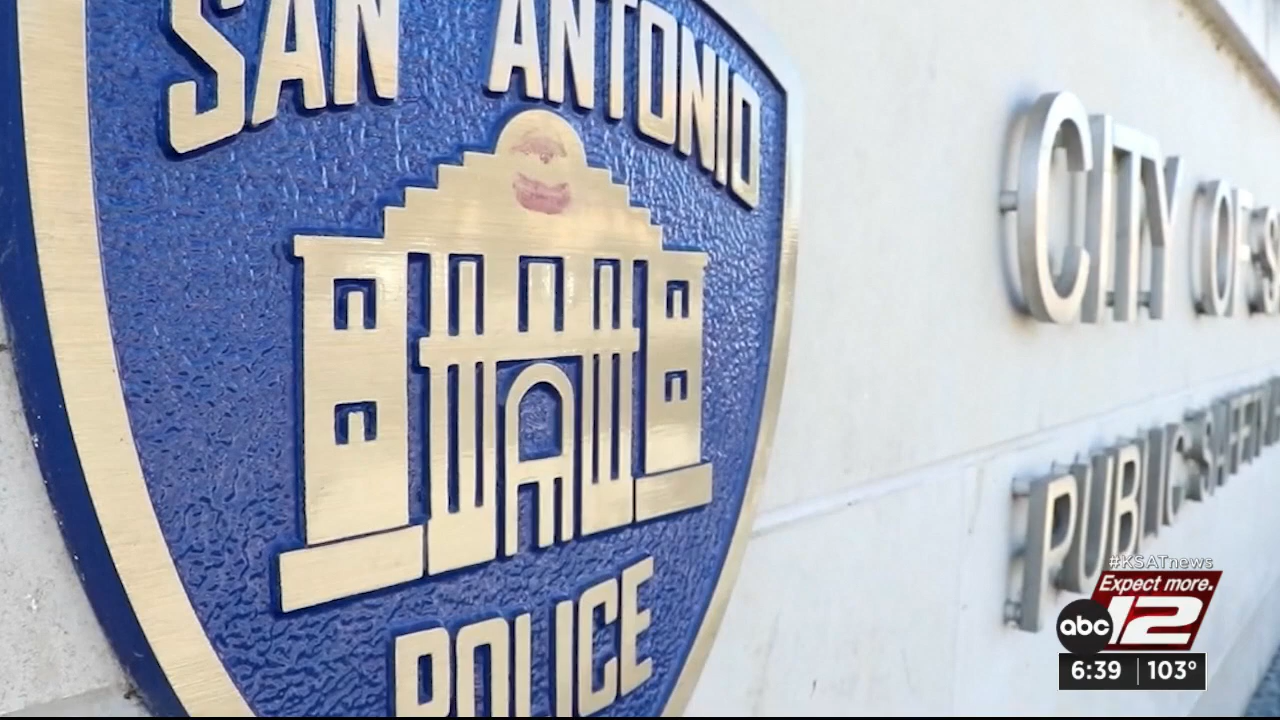 SAN ANTONIO
POLICE
CITY OF S
PUBLIC SAFETY
#KSATnews
Expect more.
abc 12
6:39 103°